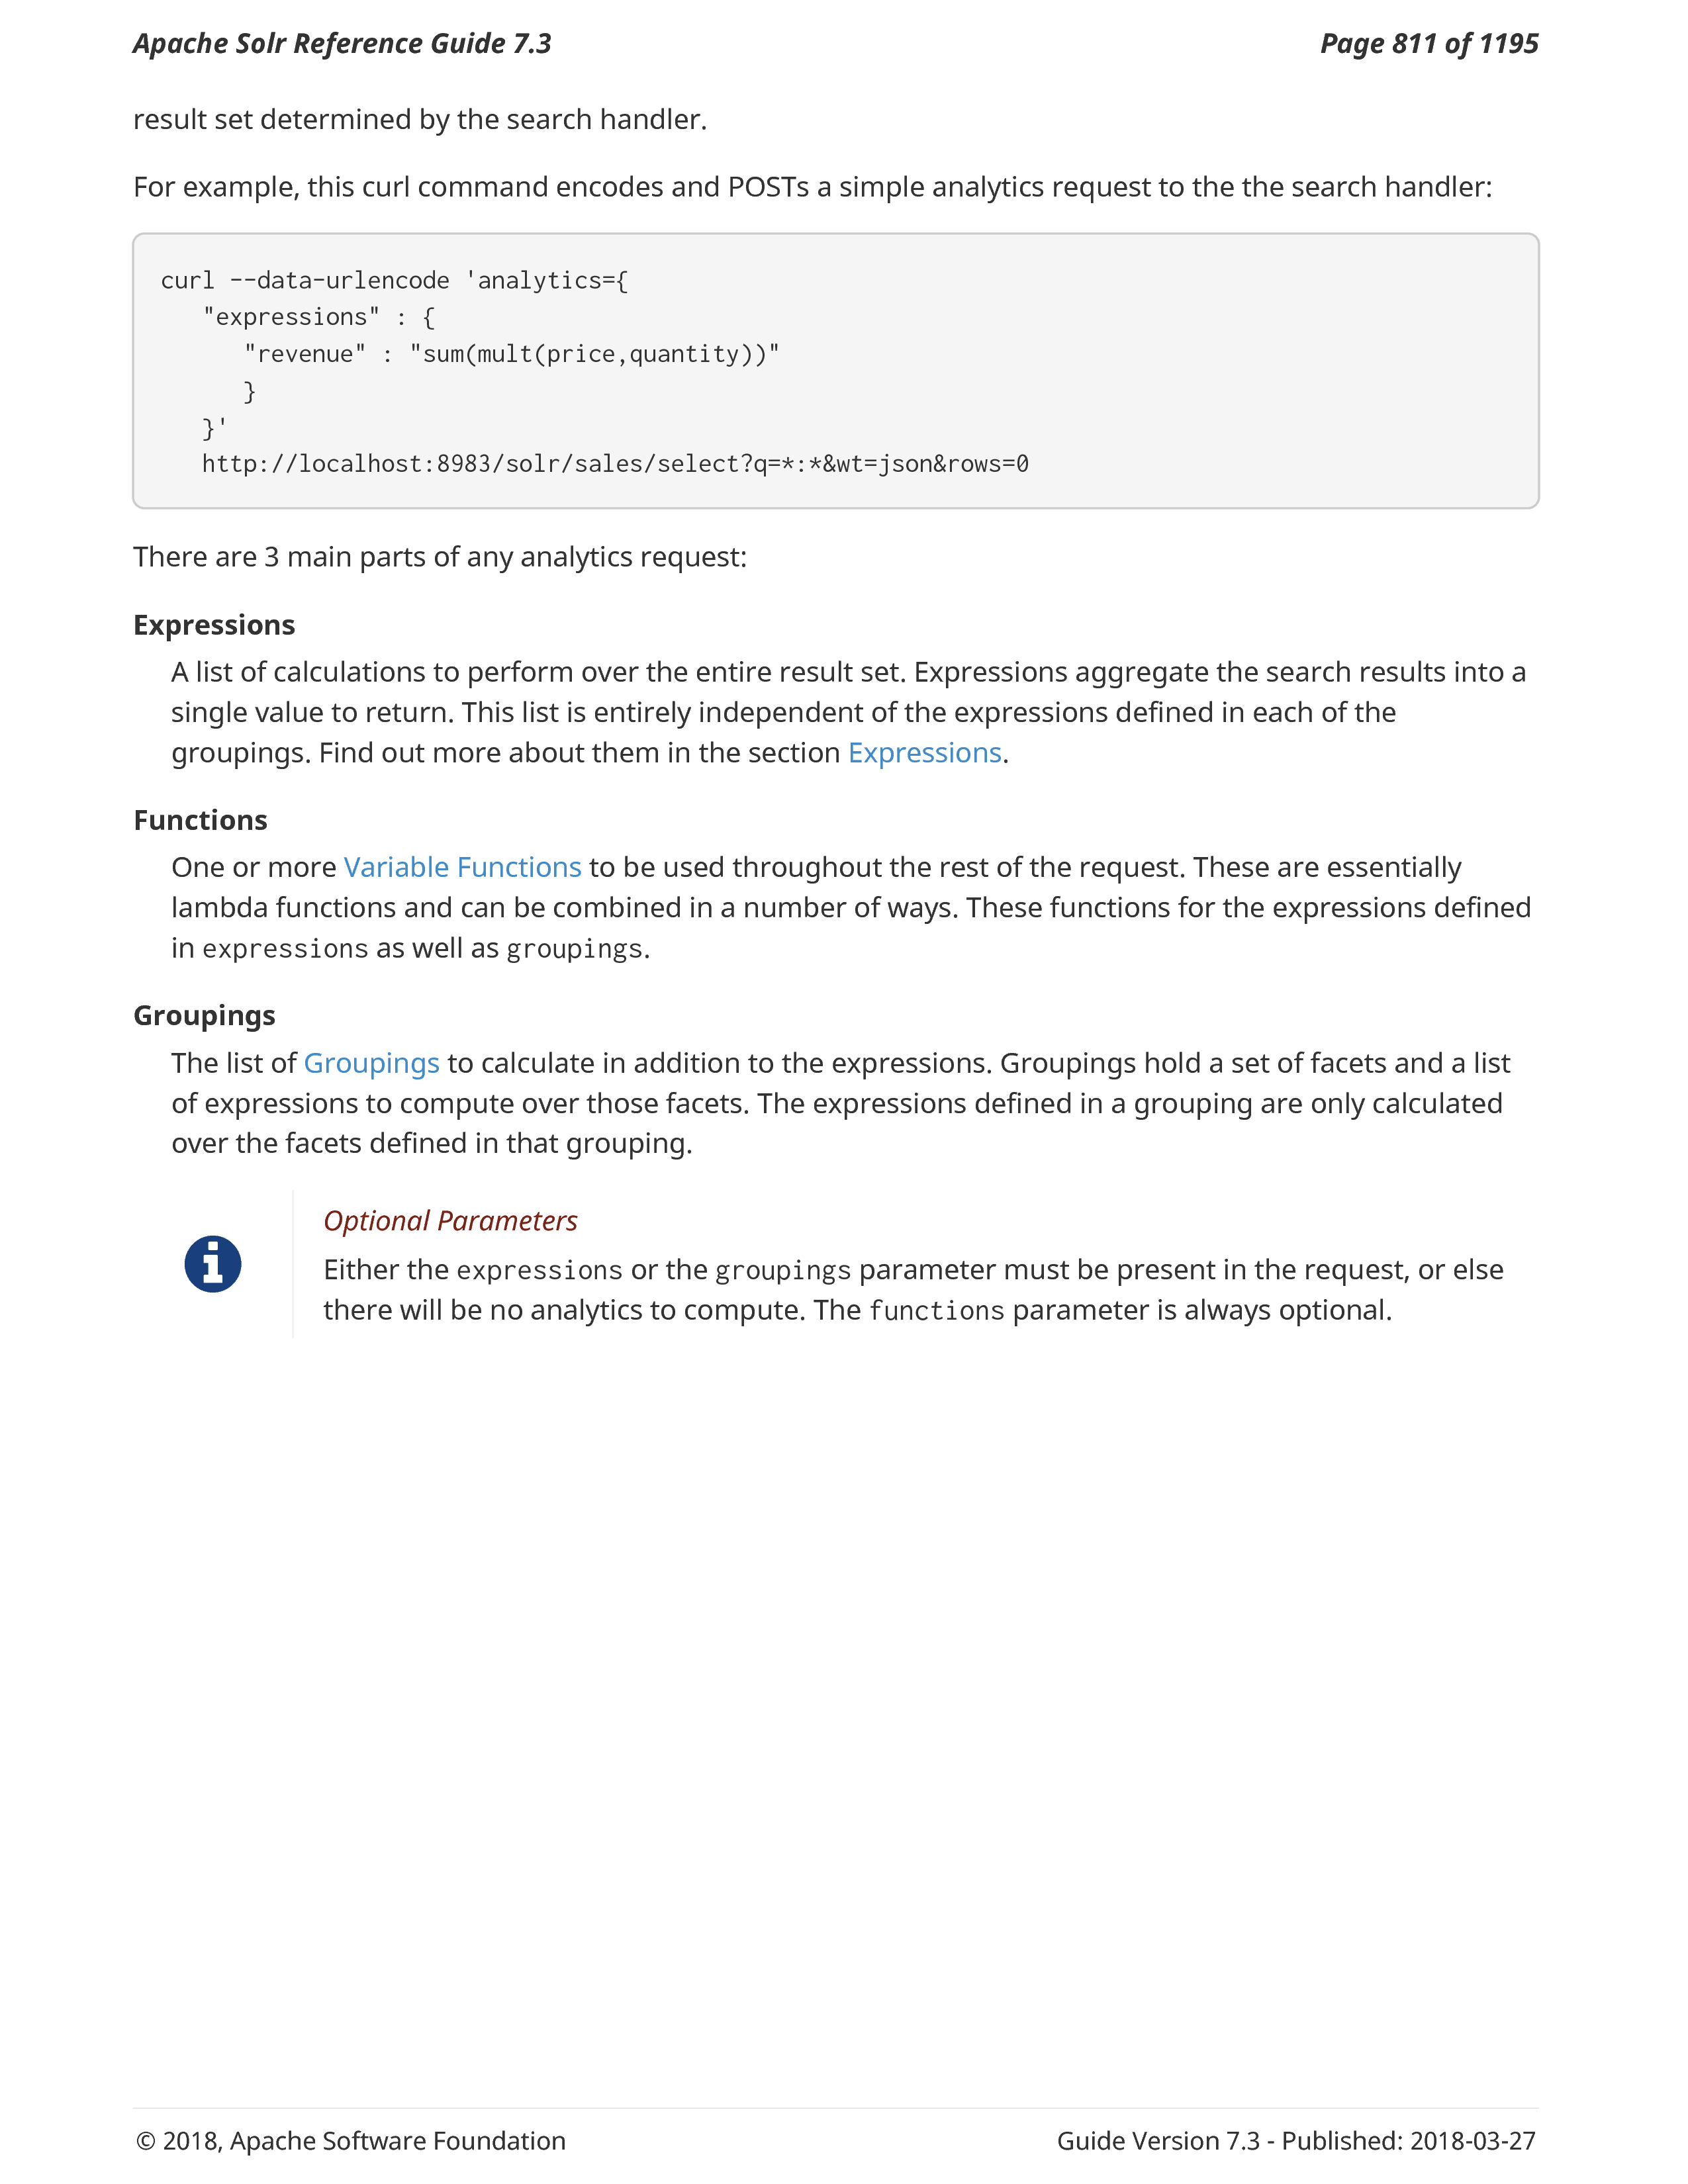 Apache Solr Reference Guide 7.3 Page 811 of 1195
result set determined by the search handler.
For example, this curl command encodes and POSTs a simple analytics request to the the search handler:
curl --data-urlencode 'analytics={
   "expressions" : {
      "revenue" : "sum(mult(price,quantity))"
      }
   }'
   http://localhost:8983/solr/sales/select?q=*:*&wt=json&rows=0
There are 3 main parts of any analytics request:
Expressions
A list of calculations to perform over the entire result set. Expressions aggregate the search results into a
single value to return. This list is entirely independent of the expressions defined in each of the
groupings. Find out more about them in the section Expressions.
Functions
One or more Variable Functions to be used throughout the rest of the request. These are essentially
lambda functions and can be combined in a number of ways. These functions for the expressions defined
in expressions as well as groupings.
Groupings
The list of Groupings to calculate in addition to the expressions. Groupings hold a set of facets and a list
of expressions to compute over those facets. The expressions defined in a grouping are only calculated
over the facets defined in that grouping.
Optional Parameters
Either the expressions or the groupings parameter must be present in the request, or else
there will be no analytics to compute. The functions parameter is always optional.
© 2018, Apache Software Foundation Guide Version 7.3 - Published: 2018-03-27